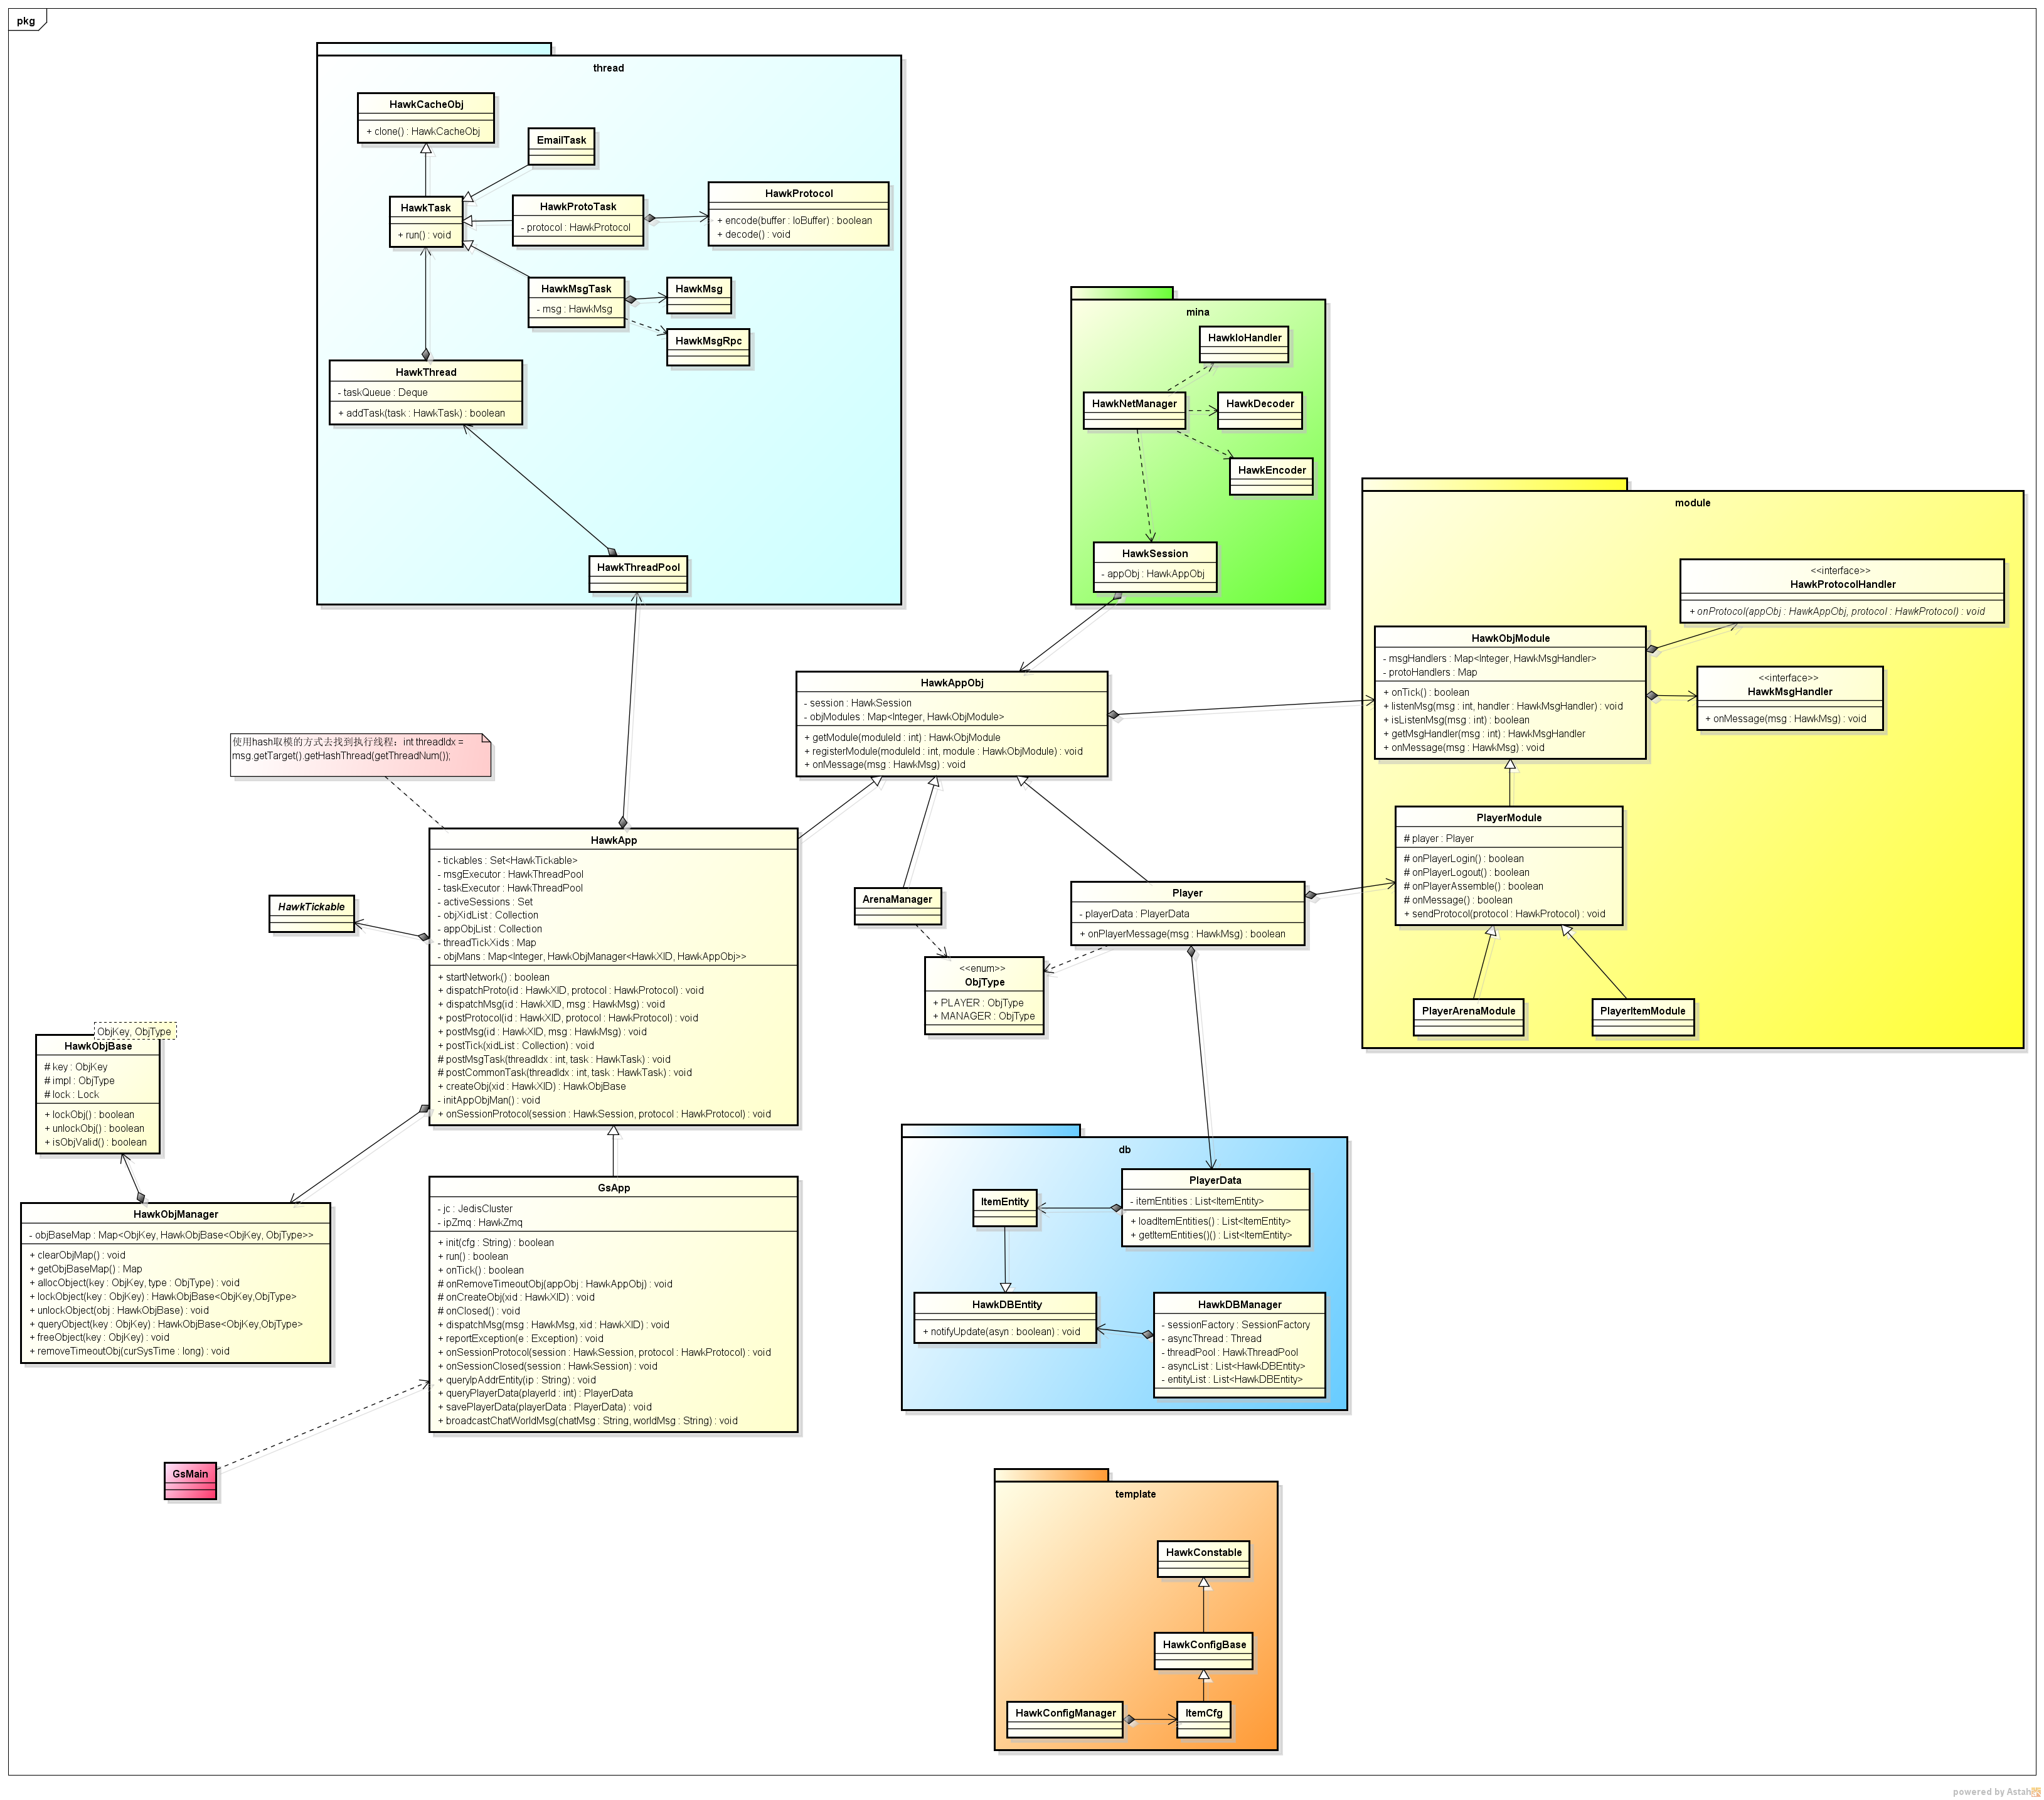 pkg
thread
HawkCacheObj
+ clone() : HawkCacheObj
EmailTask
HawkTask
+ run() : void
HawkProtoTask
- protocol : HawkProtocol
HawkProtocol
+ encode(buffer : IoBuffer) : boolean
+ decode() : void
HawkMsgTask
- msg : HawkMsg
HawkMsg
HawkMsgRpc
HawkThread
- taskQueue : Deque
+ addTask(task : HawkTask) : boolean
HawkThreadPool
mina
HawkIoHandler
HawkNetManager
HawkDecoder
HawkEncoder
HawkSession
- appObj : HawkAppObj
module
<<interface>>
HawkProtocolHandler
+ onProtocol(appObj : HawkAppObj, protocol : HawkProtocol) : void
HawkObjModule
- msgHandlers : Map<Integer, HawkMsgHandler>
- protoHandlers : Map
+ onTick() : boolean
+ listenMsg(msg : int, handler : HawkMsgHandler) : void
+ isListenMsg(msg : int) : boolean
+ getMsgHandler(msg : int) : HawkMsgHandler
+ onMessage(msg : HawkMsg) : void
<<interface>>
HawkMsgHandler
+ onMessage(msg : HawkMsg) : void
PlayerModule
# player : Player
# onPlayerLogin() : boolean
# onPlayerLogout() : boolean
# onPlayerAssemble() : boolean
# onMessage() : boolean
+ sendProtocol(protocol : HawkProtocol) : void
PlayerArenaModule
PlayerItemModule
HawkAppObj
- session : HawkSession
- objModules : Map<Integer, HawkObjModule>
+ getModule(moduleId : int) : HawkObjModule
+ registerModule(moduleId : int, module : HawkObjModule) : void
+ onMessage(msg : HawkMsg) : void
使用hash取模的方式去找到执行线程：int threadIdx =
msg.getTarget().getHashThread(getThreadNum());
HawkApp
- tickables : Set<HawkTickable>
- msgExecutor : HawkThreadPool
- taskExecutor : HawkThreadPool
- activeSessions : Set
- objXidList : Collection
- appObjList : Collection
- threadTickXids : Map
- objMans : Map<Integer, HawkObjManager<HawkXID, HawkAppObj>>
+ startNetwork() : boolean
+ dispatchProto(id : HawkXID, protocol : HawkProtocol) : void
+ dispatchMsg(id : HawkXID, msg : HawkMsg) : void
+ postProtocol(id : HawkXID, protocol : HawkProtocol) : void
+ postMsg(id : HawkXID, msg : HawkMsg) : void
+ postTick(xidList : Collection) : void
# postMsgTask(threadIdx : int, task : HawkTask) : void
# postCommonTask(threadIdx : int, task : HawkTask) : void
+ createObj(xid : HawkXID) : HawkObjBase
- initAppObjMan() : void
+ onSessionProtocol(session : HawkSession, protocol : HawkProtocol) : void
HawkTickable
ArenaManager
Player
- playerData : PlayerData
+ onPlayerMessage(msg : HawkMsg) : boolean
<<enum>>
ObjType
+ PLAYER : ObjType
+ MANAGER : ObjType
ObjKey, ObjType
HawkObjBase
# key : ObjKey
# impl : ObjType
# lock : Lock
+ lockObj() : boolean
+ unlockObj() : boolean
+ isObjValid() : boolean
HawkObjManager
- objBaseMap : Map<ObjKey, HawkObjBase<ObjKey, ObjType>>
+ clearObjMap() : void
+ getObjBaseMap() : Map
+ allocObject(key : ObjKey, type : ObjType) : void
+ lockObject(key : ObjKey) : HawkObjBase<ObjKey,ObjType>
+ unlockObject(obj : HawkObjBase) : void
+ queryObject(key : ObjKey) : HawkObjBase<ObjKey,ObjType>
+ freeObject(key : ObjKey) : void
+ removeTimeoutObj(curSysTime : long) : void
GsApp
- jc : JedisCluster
- ipZmq : HawkZmq
+ init(cfg : String) : boolean
+ run() : boolean
+ onTick() : boolean
# onRemoveTimeoutObj(appObj : HawkAppObj) : void
# onCreateObj(xid : HawkXID) : void
# onClosed() : void
+ dispatchMsg(msg : HawkMsg, xid : HawkXID) : void
+ reportException(e : Exception) : void
+ onSessionProtocol(session : HawkSession, protocol : HawkProtocol) : void
+ onSessionClosed(session : HawkSession) : void
+ queryIpAddrEntity(ip : String) : void
+ queryPlayerData(playerId : int) : PlayerData
+ savePlayerData(playerData : PlayerData) : void
+ broadcastChatWorldMsg(chatMsg : String, worldMsg : String) : void
GsMain
db
PlayerData
- itemEntities : List<ItemEntity>
+ loadItemEntities() : List<ItemEntity>
+ getItemEntities()() : List<ItemEntity>
ItemEntity
HawkDBEntity
+ notifyUpdate(asyn : boolean) : void
HawkDBManager
- sessionFactory : SessionFactory
- asyncThread : Thread
- threadPool : HawkThreadPool
- asyncList : List<HawkDBEntity>
- entityList : List<HawkDBEntity>
template
HawkConstable
HawkConfigBase
HawkConfigManager
ItemCfg
powered by Astah